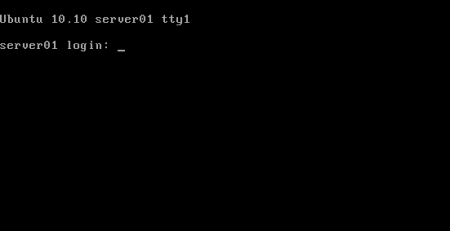 Ubuntu 10.10 server01 tty1
server01 login: _